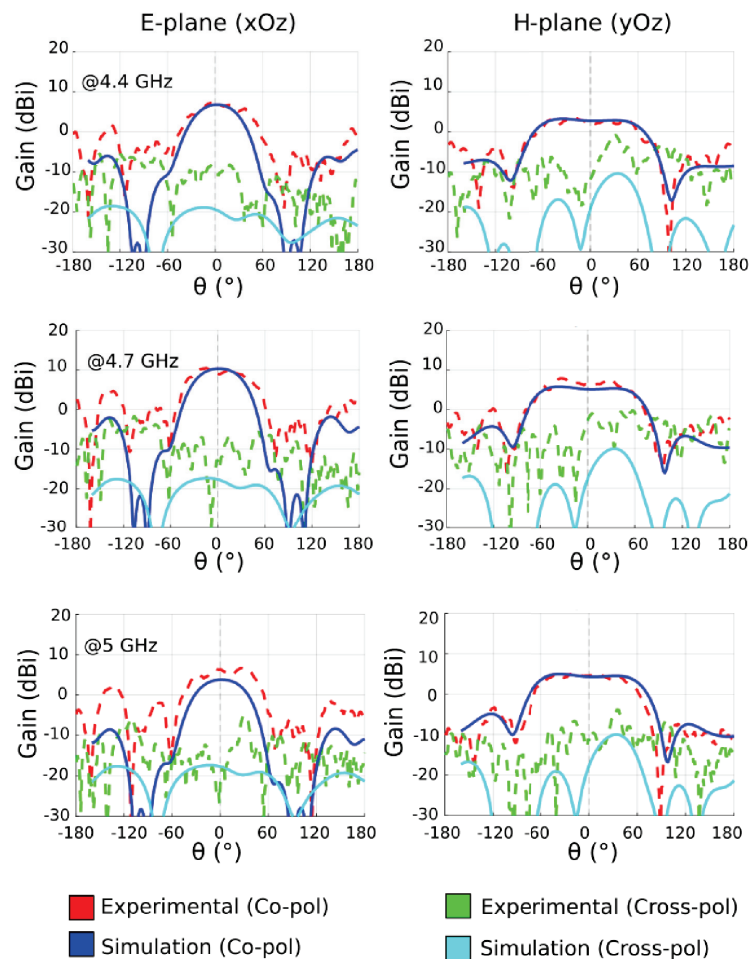 E-plane (xOz)
H-plane (yOz)
@4.4 GHz
Gain (dBi)
20
10
0
-10
-20
-30
-180 -120 -60 0 60 120 180
θ (°)
Gain (dBi)
20
10
0
-10
-20
-30
-180 -120 -60 0 60 120 180
θ (°)
@4.7 GHz
Gain (dBi)
20
10
0
-10
-20
-30
-180 -120 -60 0 60 120 180
θ (°)
Gain (dBi)
20
10
0
-10
-20
-30
-180 -120 -60 0 60 120 180
θ (°)
@5 GHz
Gain (dBi)
20
10
0
-10
-20
-30
-180 -120 -60 0 60 120 180
θ (°)
Gain (dBi)
20
10
0
-10
-20
-30
-180 -120 -60 0 60 120 180
θ (°)
Experimental (Co-pol)
Experimental (Cross-pol)
Simulation (Co-pol)
Simulation (Cross-pol)